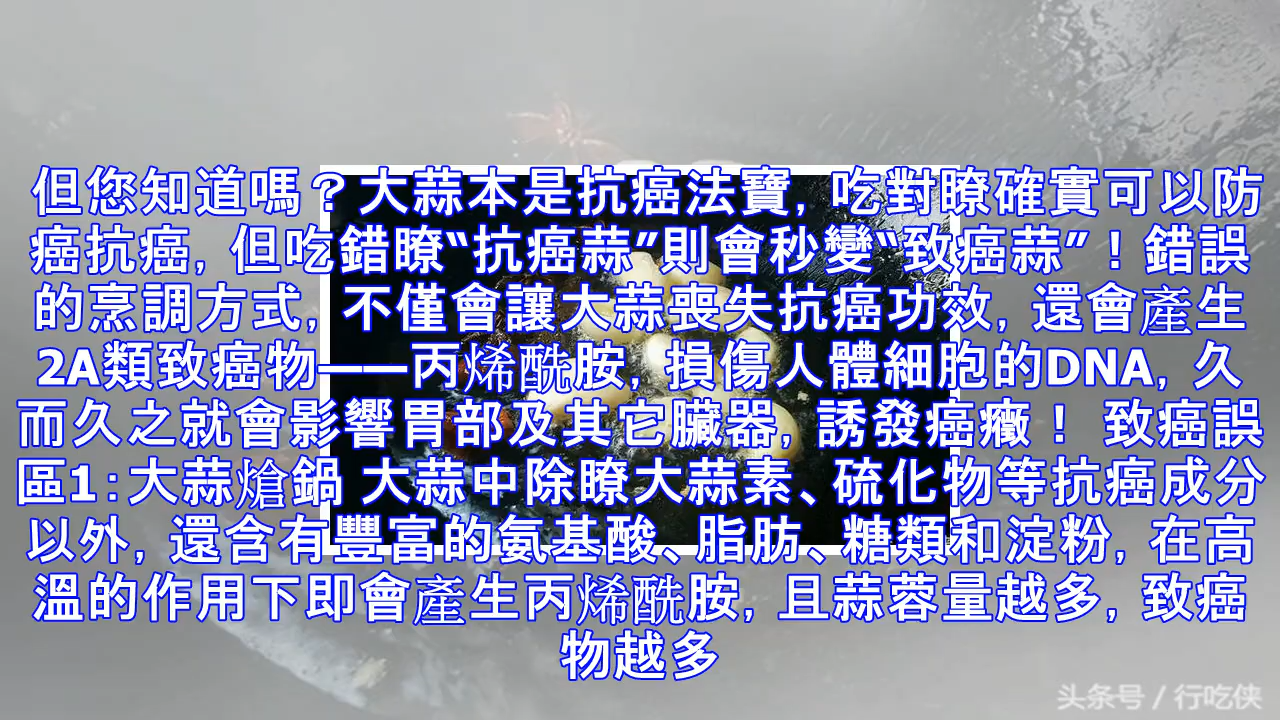 但您知道嗎？大蒜本是抗癌法寶, 吃對瞭確實可以防
癌抗癌, 但吃錯瞭“抗癌蒜”則會秒變“致癌蒜”！錯誤
的烹調方式, 不僅會讓大蒜喪失抗癌功效, 還會產生
2A類致癌物——丙烯酰胺, 損傷人體細胞的DNA, 久
而久之就會影響胃部及其它臟器, 誘發癌癥！ 致癌誤
區1:大蒜熗鍋 大蒜中除瞭大蒜素、硫化物等抗癌成分
以外, 還含有豐富的氨基酸、脂肪、糖類和淀粉, 在高
溫的作用下即會產生丙烯酰胺, 且蒜蓉量越多, 致癌
物越多
头条号 / 行吃侠